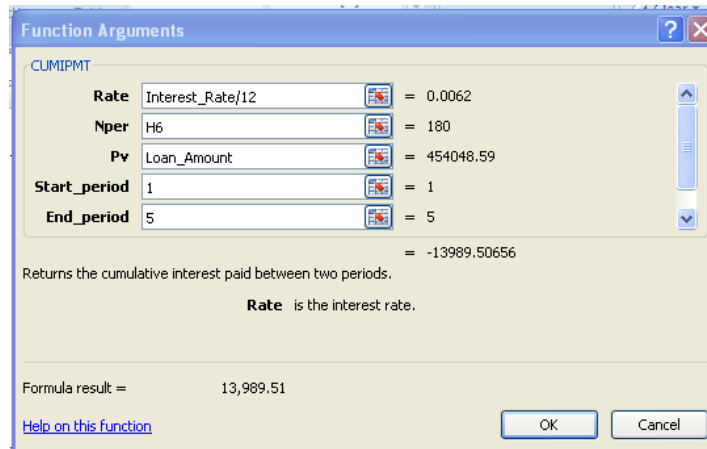 Function Arguments
CUMIPMT
Rate Interest_Rate/12 = 0.0062
Nper H6 = 180
Pv Loan_Amount = 454048.59
Start_period 1 = 1
End_period 5 = 5
= -13989.50656
Returns the cumulative interest paid between two periods.
Rate is the interest rate.
Formula result = 13,989.51
Help on this function OK Cancel